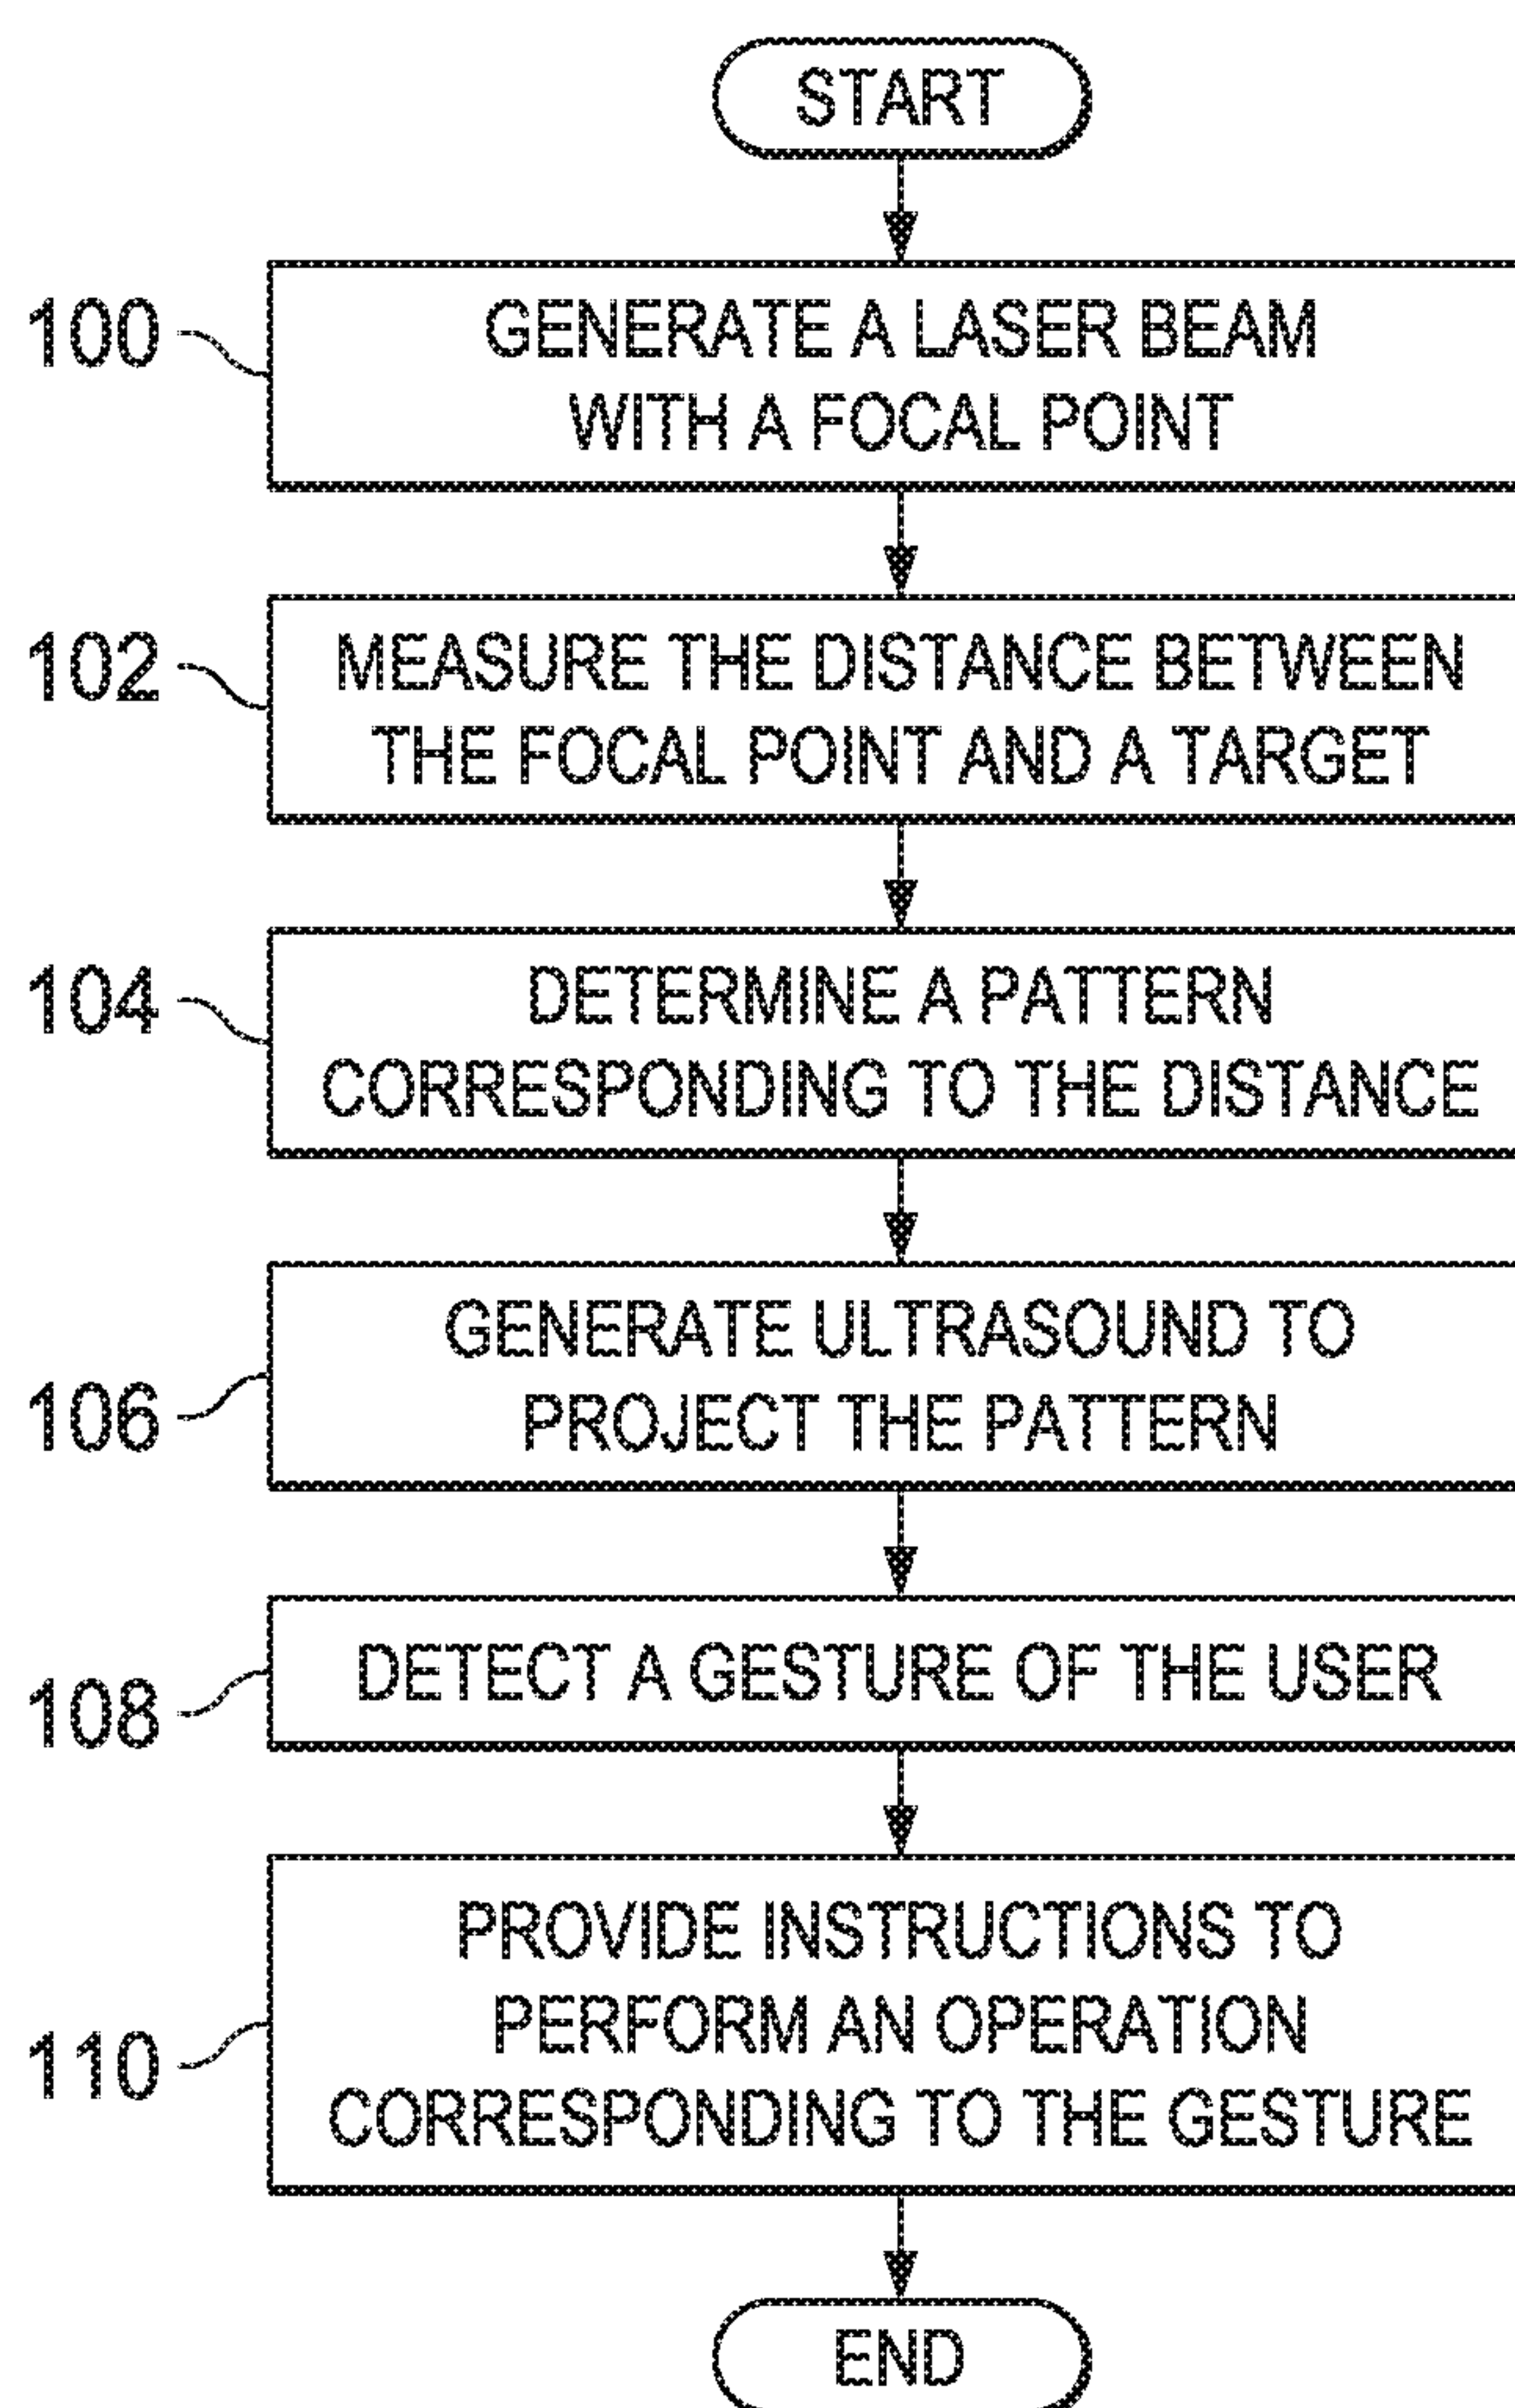 START
100
GENERATE A LASER BEAM
WITH A FOCAL POINT
102
MEASURE THE DISTANCE BETWEEN
THE FOCAL POINT AND A TARGET
104
DETERMINE A PATTERN
CORRESPONDING TO THE DISTANCE
106
GENERATE ULTRASOUND TO
PROJECT THE PATTERN
108
DETECT A GESTURE OF THE USER
110
PROVIDE INSTRUCTIONS TO
PERFORM AN OPERATION
CORRESPONDING TO THE GESTURE
END